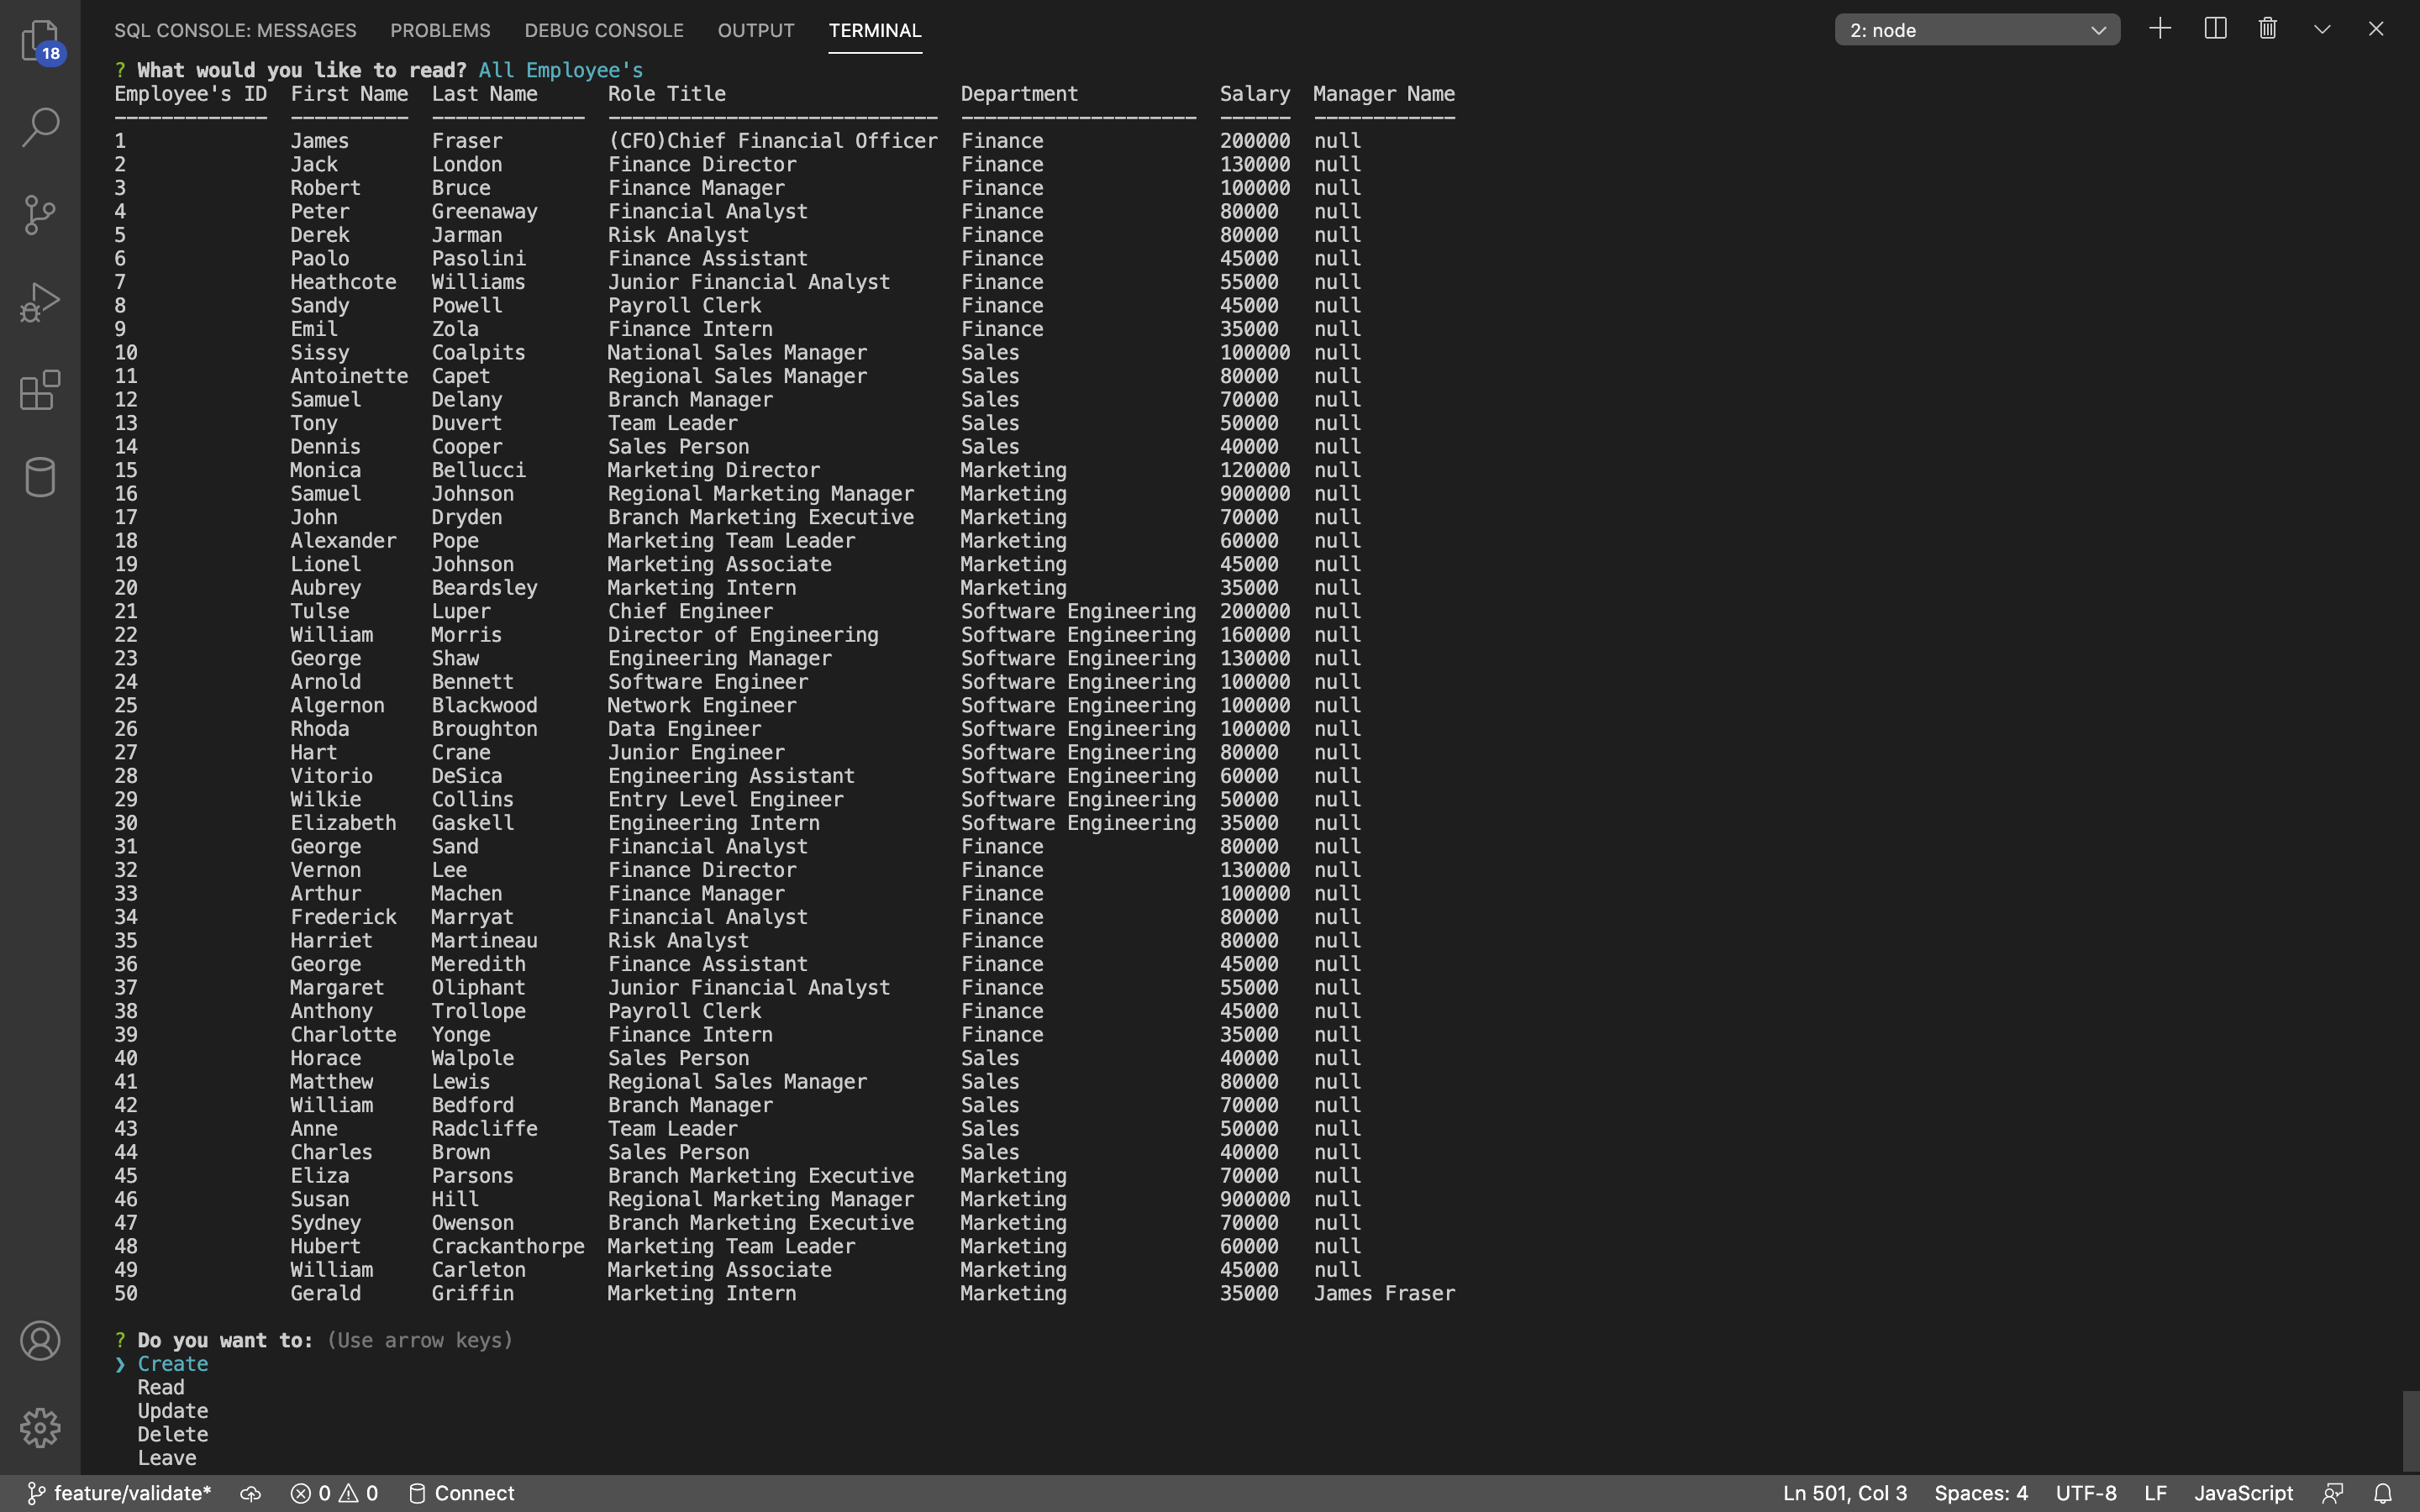 SQL CONSOLE: MESSAGES PROBLEMS DEBUG CONSOLE OUTPUT TERMINAL 2: node
18
? What would you like to read? All Employee's
Employee's ID First Name Last Name Role Title Department Salary Manager Name
------------- ---------- ------------- ---------------------------- -------------------- ------ ------------
1 James Fraser (CFO)Chief Financial Officer Finance 200000 null
2 Jack London Finance Director Finance 130000 null
3 Robert Bruce Finance Manager Finance 100000 null
4 Peter Greenaway Financial Analyst Finance 80000 null
5 Derek Jarman Risk Analyst Finance 80000 null
6 Paolo Pasolini Finance Assistant Finance 45000 null
7 Heathcote Williams Junior Financial Analyst Finance 55000 null
8 Sandy Powell Payroll Clerk Finance 45000 null
9 Emil Zola Finance Intern Finance 35000 null
10 Sissy Coalpits National Sales Manager Sales 100000 null
11 Antoinette Capet Regional Sales Manager Sales 80000 null
12 Samuel Delany Branch Manager Sales 70000 null
13 Tony Duvert Team Leader Sales 50000 null
14 Dennis Cooper Sales Person Sales 40000 null
15 Monica Bellucci Marketing Director Marketing 120000 null
16 Samuel Johnson Regional Marketing Manager Marketing 900000 null
17 John Dryden Branch Marketing Executive Marketing 70000 null
18 Alexander Pope Marketing Team Leader Marketing 60000 null
19 Lionel Johnson Marketing Associate Marketing 45000 null
20 Aubrey Beardsley Marketing Intern Marketing 35000 null
21 Tulse Luper Chief Engineer Software Engineering 200000 null
22 William Morris Director of Engineering Software Engineering 160000 null
23 George Shaw Engineering Manager Software Engineering 130000 null
24 Arnold Bennett Software Engineer Software Engineering 100000 null
25 Algernon Blackwood Network Engineer Software Engineering 100000 null
26 Rhoda Broughton Data Engineer Software Engineering 100000 null
27 Hart Crane Junior Engineer Software Engineering 80000 null
28 Vitorio DeSica Engineering Assistant Software Engineering 60000 null
29 Wilkie Collins Entry Level Engineer Software Engineering 50000 null
30 Elizabeth Gaskell Engineering Intern Software Engineering 35000 null
31 George Sand Financial Analyst Finance 80000 null
32 Vernon Lee Finance Director Finance 130000 null
33 Arthur Machen Finance Manager Finance 100000 null
34 Frederick Marryat Financial Analyst Finance 80000 null
35 Harriet Martineau Risk Analyst Finance 80000 null
36 George Meredith Finance Assistant Finance 45000 null
37 Margaret Oliphant Junior Financial Analyst Finance 55000 null
38 Anthony Trollope Payroll Clerk Finance 45000 null
39 Charlotte Yonge Finance Intern Finance 35000 null
40 Horace Walpole Sales Person Sales 40000 null
41 Matthew Lewis Regional Sales Manager Sales 80000 null
42 William Bedford Branch Manager Sales 70000 null
43 Anne Radcliffe Team Leader Sales 50000 null
44 Charles Brown Sales Person Sales 40000 null
45 Eliza Parsons Branch Marketing Executive Marketing 70000 null
46 Susan Hill Regional Marketing Manager Marketing 900000 null
47 Sydney Owenson Branch Marketing Executive Marketing 70000 null
48 Hubert Crackanthorpe Marketing Team Leader Marketing 60000 null
49 William Carleton Marketing Associate Marketing 45000 null
50 Gerald Griffin Marketing Intern Marketing 35000 James Fraser
? Do you want to: (Use arrow keys)
❯ Create
Read
Update
Delete
Leave
feature/validate* 0 0 Connect Ln 501, Col 3 Spaces: 4 UTF-8 LF JavaScript